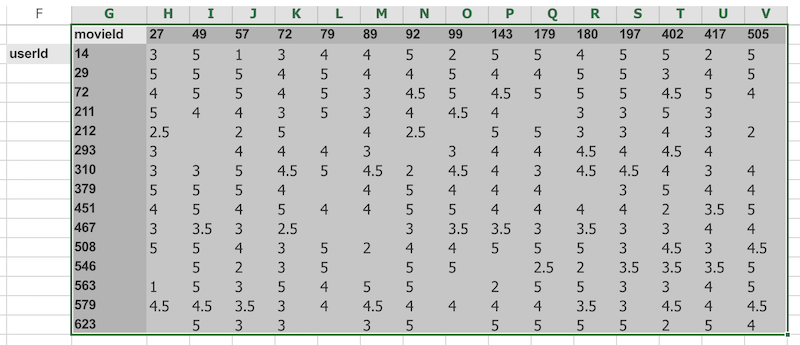 F G H I J K L M N O P Q R S T U V
movieId 27 49 57 72 79 89 92 99 143 179 180 197 402 417 505
userId 14 3 5 1 3 4 4 5 2 5 5 4 5 5 2 5
29 5 5 5 4 5 4 4 5 4 4 5 5 3 4 5
72 4 5 5 4 5 3 4.5 5 4.5 5 5 5 4.5 5 4
211 5 4 4 3 5 3 4 4.5 4 3 3 5 3
212 2.5 2 5 4 2.5 5 5 3 3 4 3 2
293 3 4 4 4 3 3 4 4 4.5 4 4.5 4
310 3 3 5 4.5 5 4.5 2 4.5 4 3 4.5 4.5 4 3 4
379 5 5 5 4 4 5 4 4 4 3 5 4 4
451 4 5 4 5 4 4 5 5 4 4 4 4 2 3.5 5
467 3 3.5 3 2.5 3 3.5 3.5 3 3.5 3 3 4 4
508 5 5 4 3 5 2 4 4 5 5 5 3 4.5 3 4.5
546 5 2 3 5 5 5 2.5 2 3.5 3.5 3.5 5
563 1 5 3 5 4 5 5 2 5 5 3 3 4 5
579 4.5 4.5 3.5 3 4 4.5 4 4 4 4 3.5 3 4.5 4 4.5
623 5 3 3 3 5 5 5 5 5 2 5 4